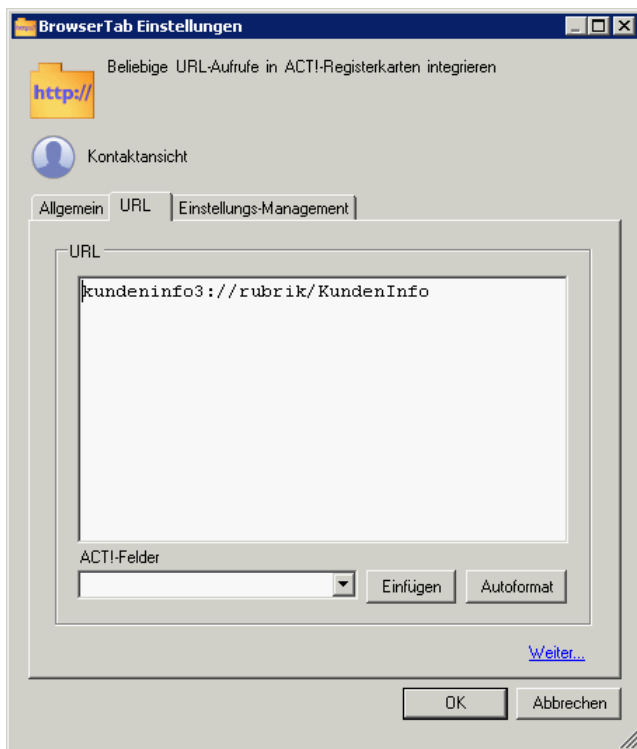 BrowserTab Einstellungen
Beliebige URL-Aufrufe in ACT!-Registerkarten integrieren
http://
Kontaktansicht
Allgemein URL Einstellungs-Management
URL
kundeninfo3://rubrik/KundenInfo
ACT!-Felder
Einfügen Autoformat
Weiter...
OK Abbrechen